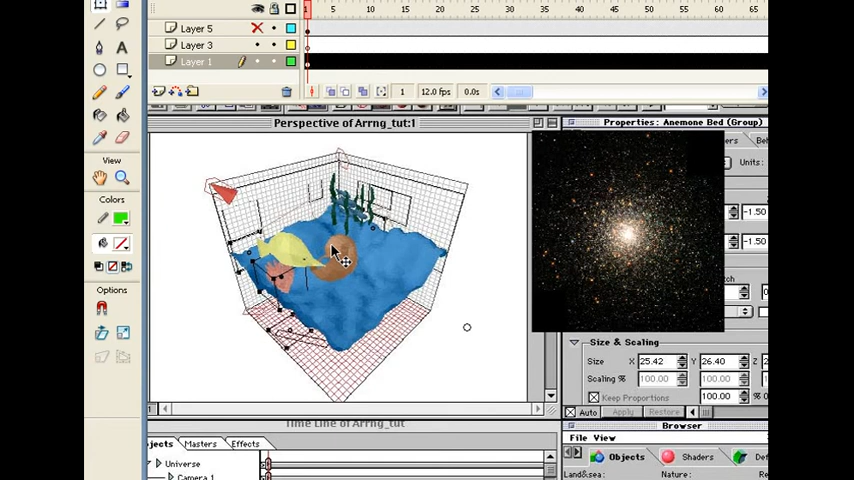 1 5 10 15 20 25 30 35 40 45 50 55 60 65
Layer 5
Layer 3
Layer 1
1 12.0 fps 0.0s
View
Colors
Options
Perspective of Arrng_tut:1
Properties: Anemone Bed (Group)
Units:
-1.50
-1.50
Size & Scaling
Size X 25.42 Y 26.40 Z
Scaling % 100.00 100.00
Keep Proportions 100.00 %
Auto Apply Restore
Browser
File View
Objects Shaders
Land&sea: Nature:
Time Line of Arrng_tut
Masters Effects
Universe
Camera 1